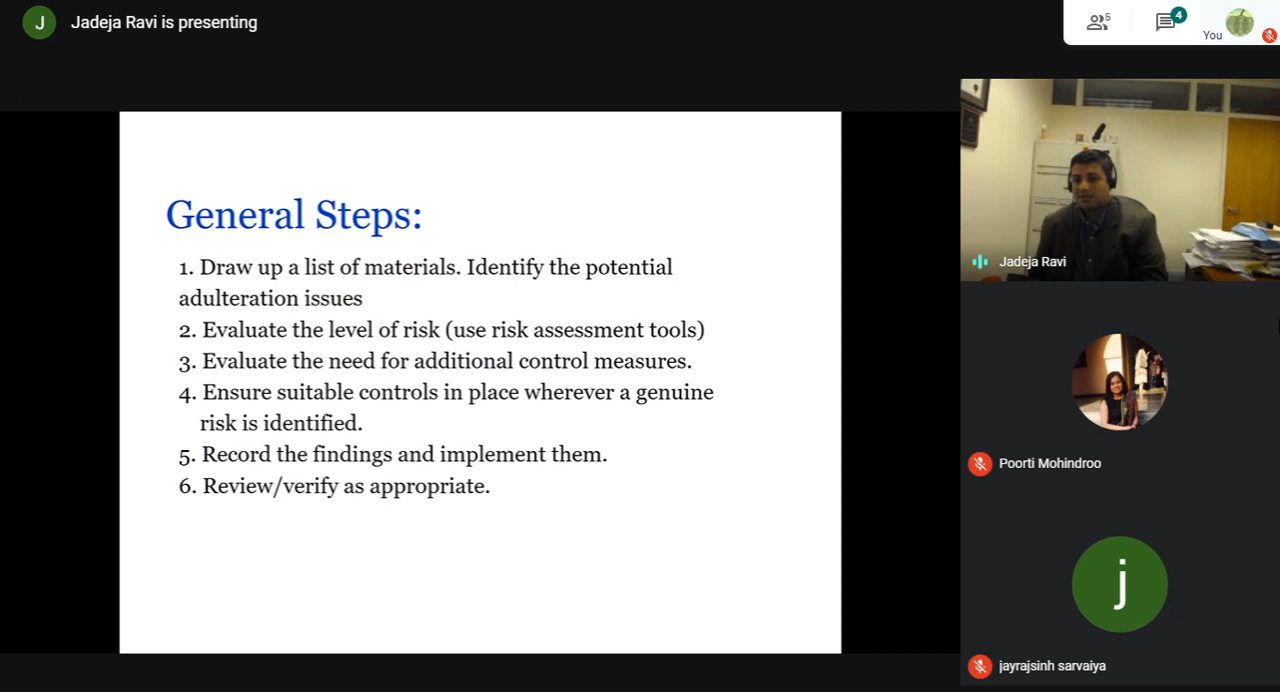 J
Jadeja Ravi is presenting
5
4
You
General Steps:
1. Draw up a list of materials. Identify the potential
adulteration issues
2. Evaluate the level of risk (use risk assessment tools)
3. Evaluate the need for additional control measures.
4. Ensure suitable controls in place wherever a genuine
risk is identified.
5. Record the findings and implement them.
6. Review/verify as appropriate.
Jadeja Ravi
Poorti Mohindroo
j
jayrajsinh sarvaiya